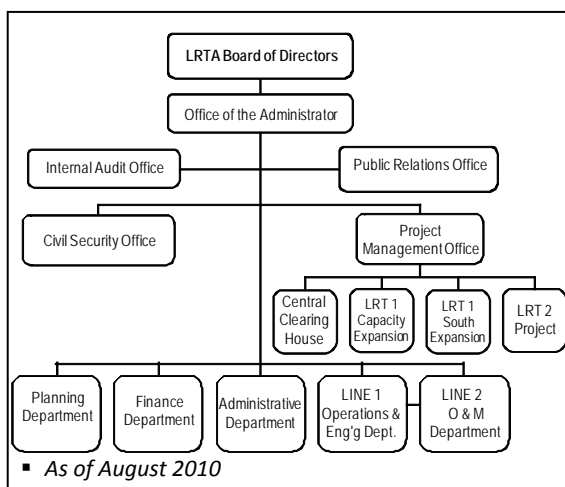 LRTA Board of Directors
Office of the Administrator
Internal Audit Office
Public Relations Office
Civil Security Office
Project
Management Office
Central
Clearing
House
LRT 1
Capacity
Expansion
LRT 1
South
Expansion
LRT 2
Project
Planning
Department
Finance
Department
Administrative
Department
LINE 1
Operations &
Eng'g Dept.
LINE 2
O & M
Department
▪ As of August 2010